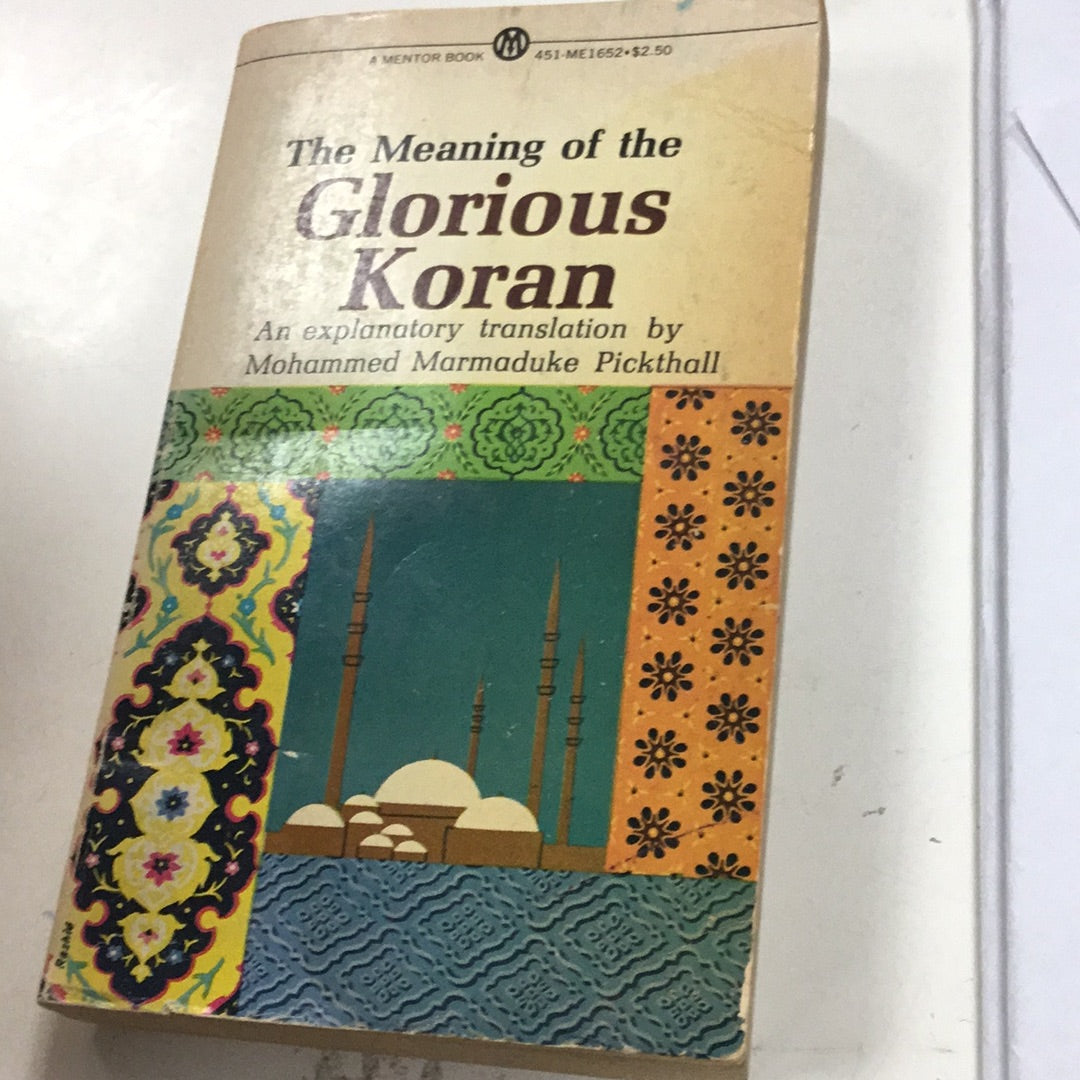 A MENTOR BOOK M 451-ME1652•$2.50
The Meaning of the
Glorious
Koran
An explanatory translation by
Mohammed Marmaduke Pickthall
Rashid